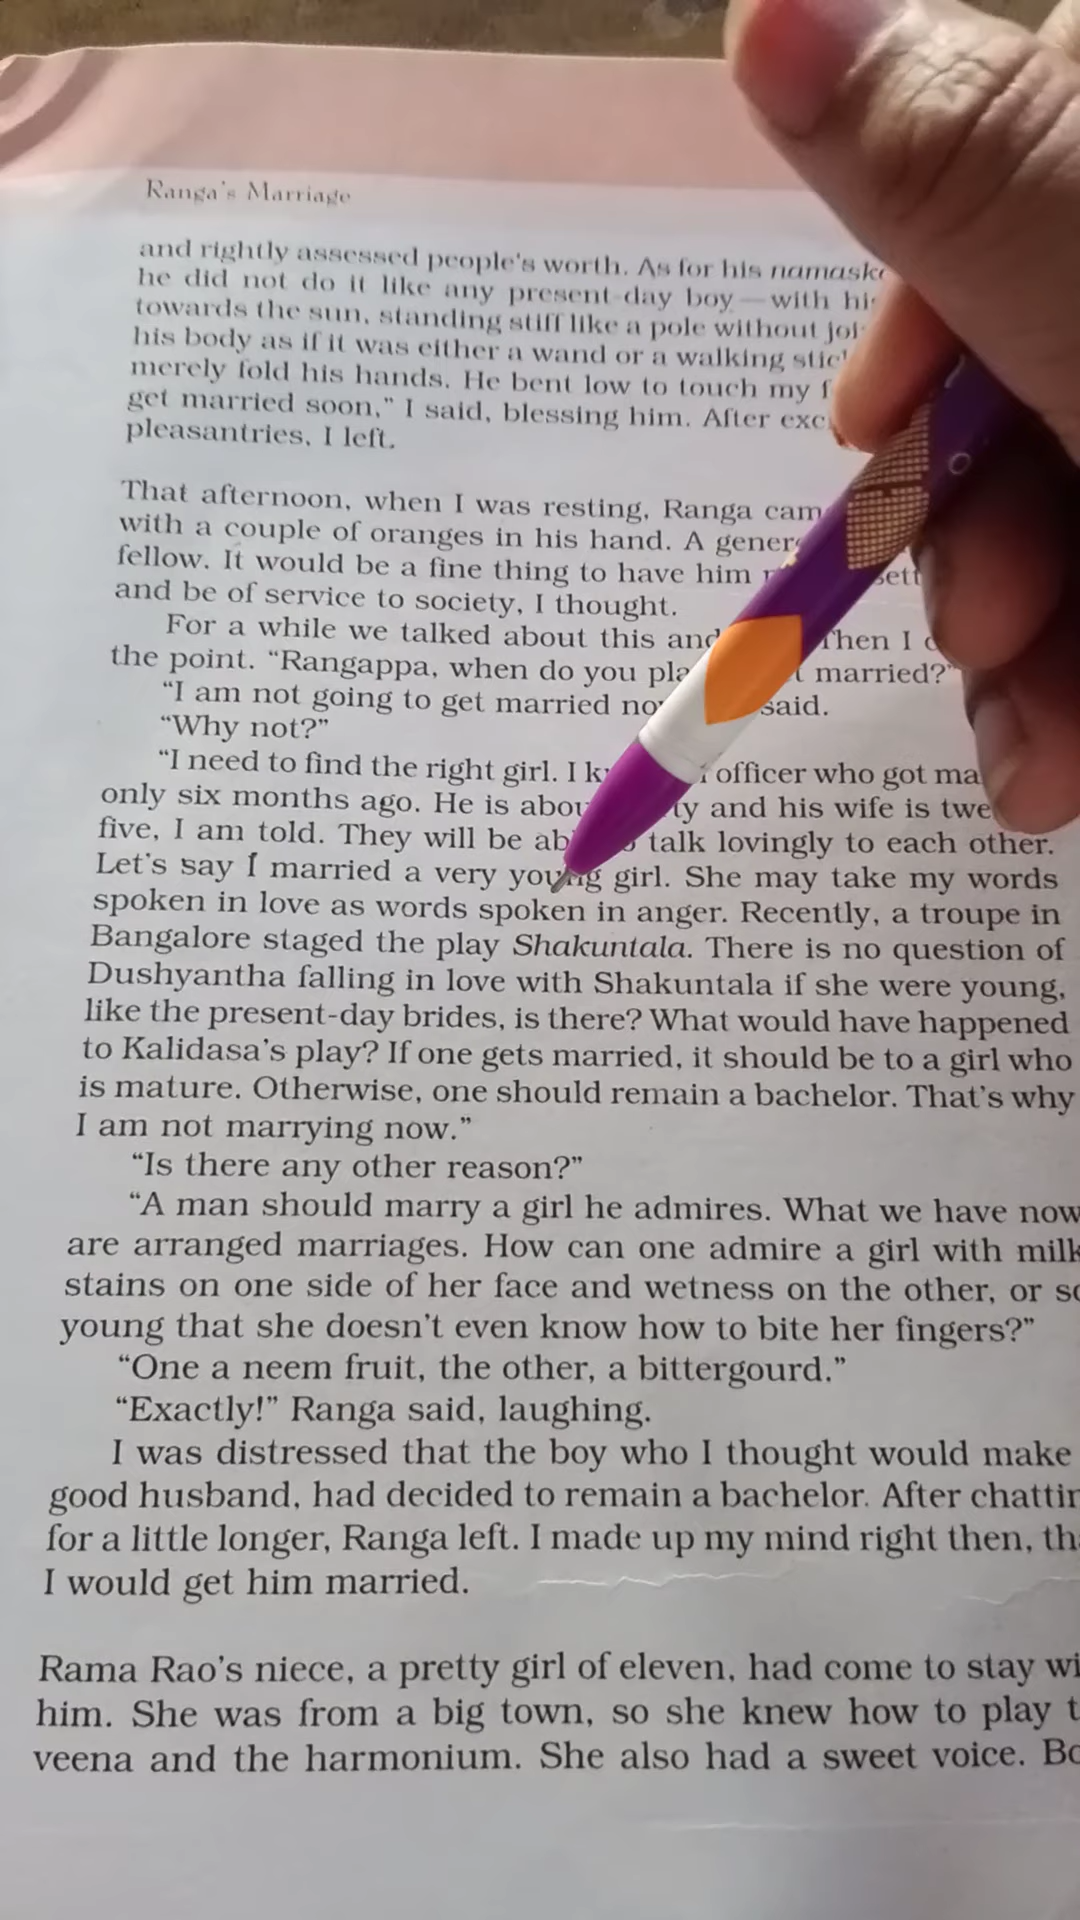 Ranga's Marriage
and rightly assessed people's worth. As for his
he did not do it like any present-day boy — with
towards the sun, standing stiff like a pole without
his body as if it was either a wand or a walking
merely fold his hands. He bent low to touch my
get married soon," I said, blessing him. After
pleasantries, I left.
That afternoon, when I was resting, Ranga
with a couple of oranges in his hand. A
fellow. It would be a fine thing to have him
and be of service to society, I thought.
For a while we talked about this and Then I
the point. “Rangappa, when do you married?”
“I am not going to get married said.
“Why not?”
“I need to find the right girl. I officer who got
only six months ago. He is and his wife is
five, I am told. They will be talk lovingly to each other.
Let's say I married a very young girl. She may take my words
spoken in love as words spoken in anger. Recently, a troupe in
Bangalore staged the play Shakuntala. There is no question of
Dushyantha falling in love with Shakuntala if she were young,
like the present-day brides, is there? What would have happened
to Kalidasa's play? If one gets married, it should be to a girl who
is mature. Otherwise, one should remain a bachelor. That's why
I am not marrying now.”
“Is there any other reason?”
“A man should marry a girl he admires. What we have now
are arranged marriages. How can one admire a girl with milk
stains on one side of her face and wetness on the other, or so
young that she doesn't even know how to bite her fingers?”
“One a neem fruit, the other, a bittergourd.”
“Exactly!” Ranga said, laughing.
I was distressed that the boy who I thought would make
good husband, had decided to remain a bachelor. After
for a little longer, Ranga left. I made up my mind right then,
I would get him married.
Rama Rao's niece, a pretty girl of eleven, had come to stay
him. She was from a big town, so she knew how to play
veena and the harmonium. She also had a sweet voice.